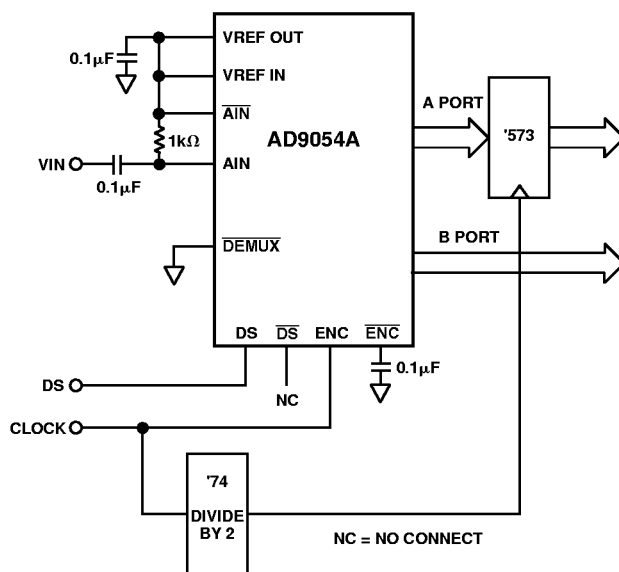 VREF OUT
0.1μF
VREF IN
A PORT
AIN
AD9054A
'573
1kΩ
VIN
AIN
0.1μF
B PORT
DEMUX
DS
DS
ENC
ENC
0.1μF
DS
NC
CLOCK
'74
DIVIDE
BY 2
NC = NO CONNECT